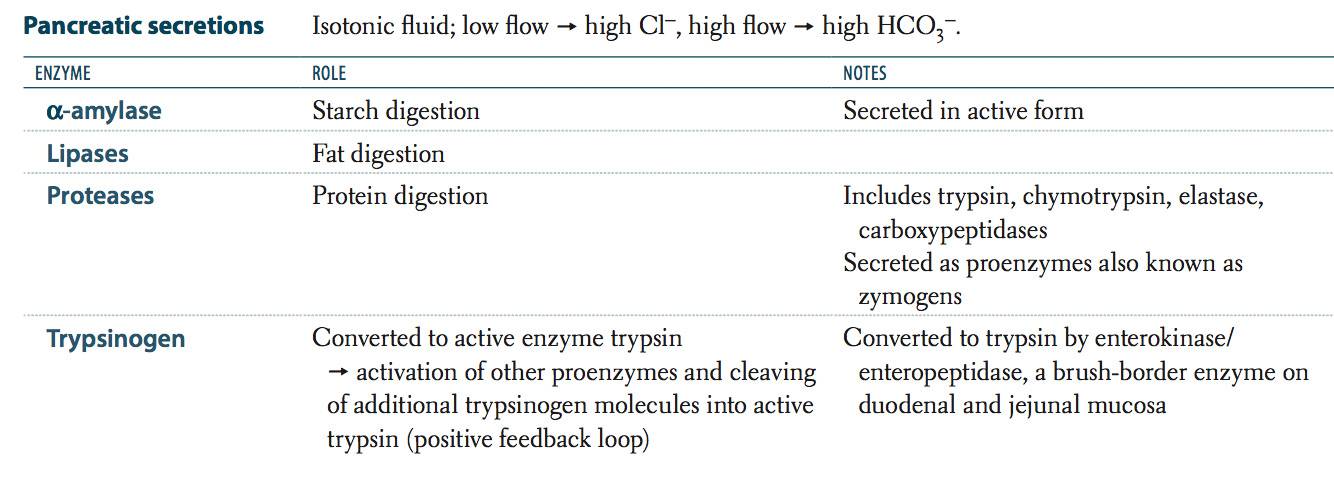 Pancreatic secretions Isotonic fluid; low flow → high Cl⁻, high flow → high HCO₃⁻.
ENZYME ROLE NOTES
α-amylase Starch digestion Secreted in active form
Lipases Fat digestion
Proteases Protein digestion Includes trypsin, chymotrypsin, elastase,
carboxypeptidases
Secreted as proenzymes also known as
zymogens
Trypsinogen Converted to active enzyme trypsin Converted to trypsin by enterokinase/
→ activation of other proenzymes and cleaving enteropeptidase, a brush-border enzyme on
of additional trypsinogen molecules into active duodenal and jejunal mucosa
trypsin (positive feedback loop)